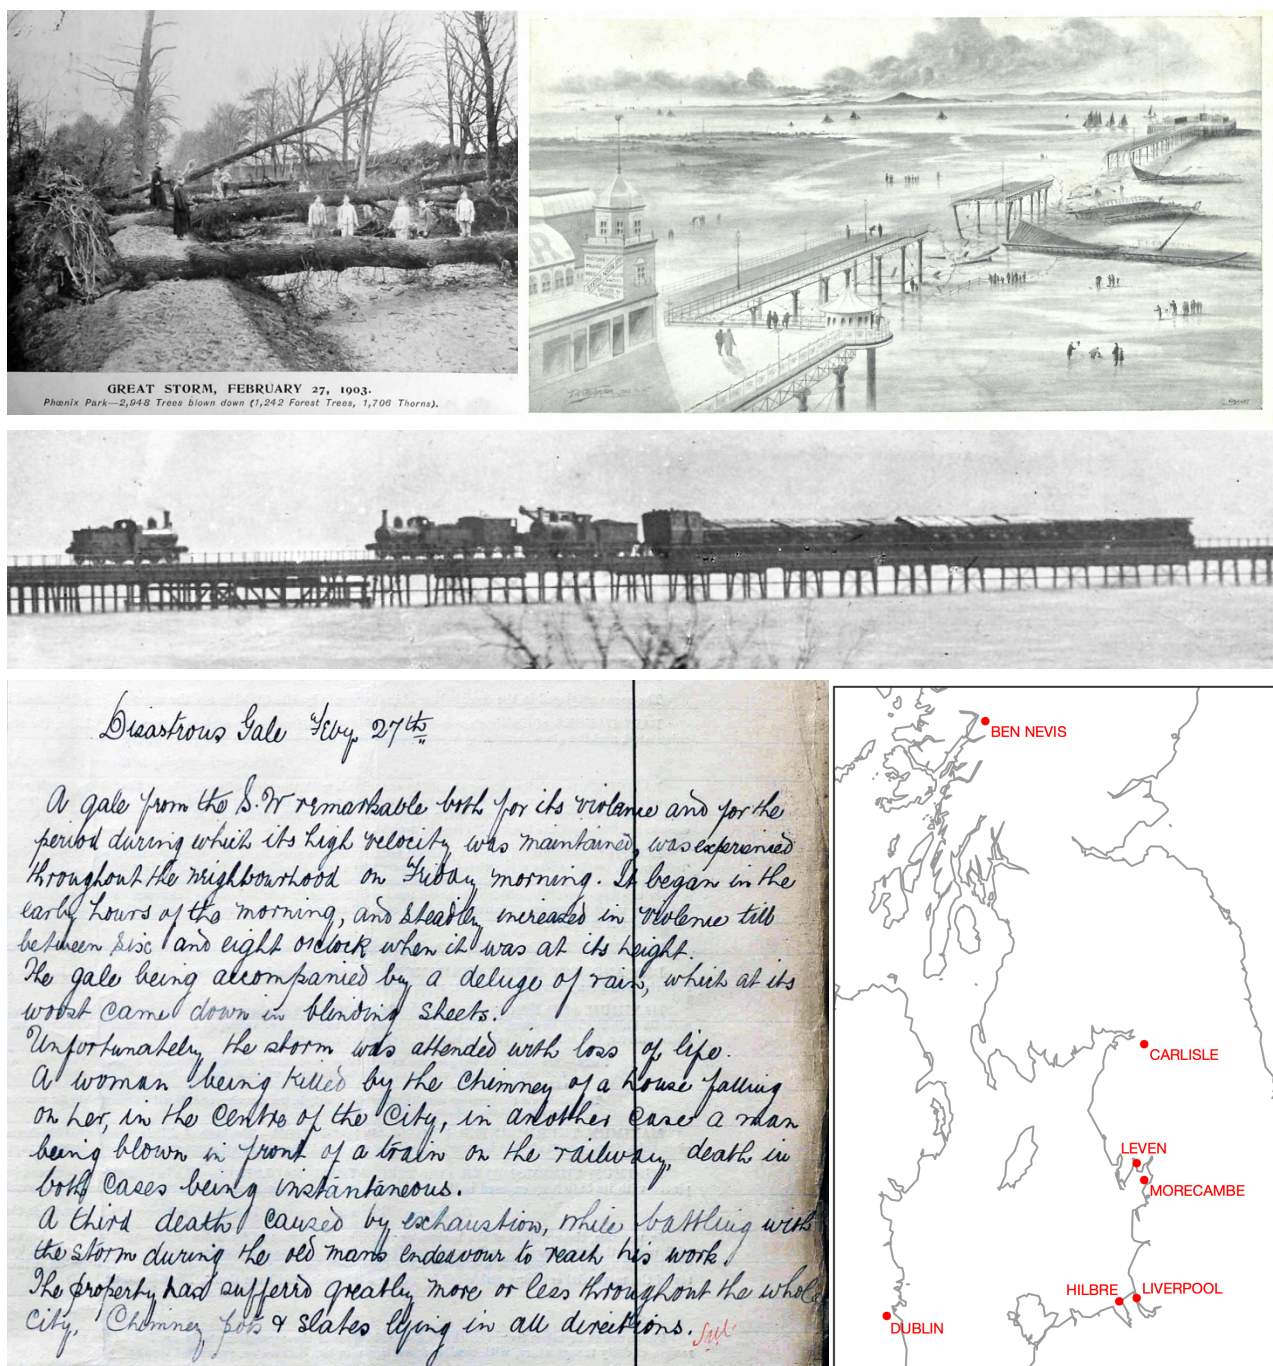 GREAT STORM, FEBRUARY 27, 1903.
Phœnix Park—2,948 Trees blown down (1,242 Forest Trees, 1,706 Thorns).
Disastrous Gale Feby. 27th
A gale from the S.W remarkable both for its violence and for the
period during which its high velocity was maintained, was experienced
throughout the neighbourhood on Friday morning. It began in the
early hours of the morning, and steadily increased in violence till
between six and eight o'clock when it was at its height.
The gale being accompanied by a deluge of rain, which at its
worst came down in blinding sheets.
Unfortunately the storm was attended with loss of life.
A woman being killed by the chimney of a house falling
on her, in the centre of the City, in another case a man
being blown in front of a train on the railway, death in
both cases being instantaneous.
A third death caused by exhaustion, while battling with
the storm during the old mans endeavour to reach his work.
The property has sufferd greatly more or less throughout the whole
City. Chimney pots & slates lying in all directions.
BEN NEVIS
CARLISLE
LEVEN
MORECAMBE
HILBRE
LIVERPOOL
DUBLIN